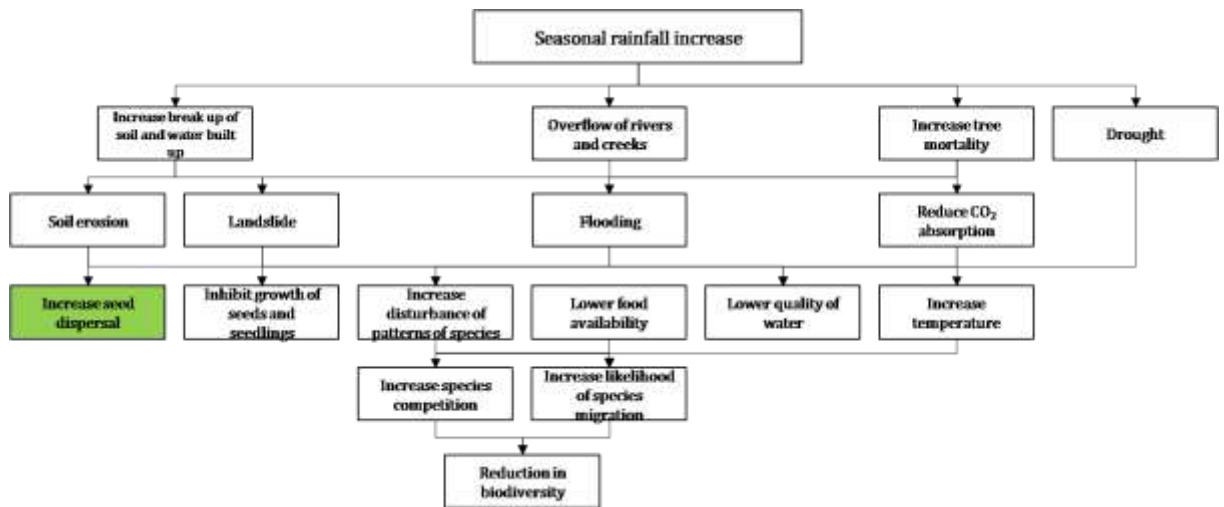 Seasonal rainfall increase
Increase break up of
soil and water built
up
Overflow of rivers
and creeks
Increase tree
mortality
Drought
Soil erosion
Landslide
Flooding
Reduce CO₂
absorption
Increase seed
dispersal
Inhibit growth of
seeds and
seedlings
Increase
disturbance of
patterns of species
Lower food
availability
Lower quality of
water
Increase
temperature
Increase species
competition
Increase likelihood
of species
migration
Reduction in
biodiversity